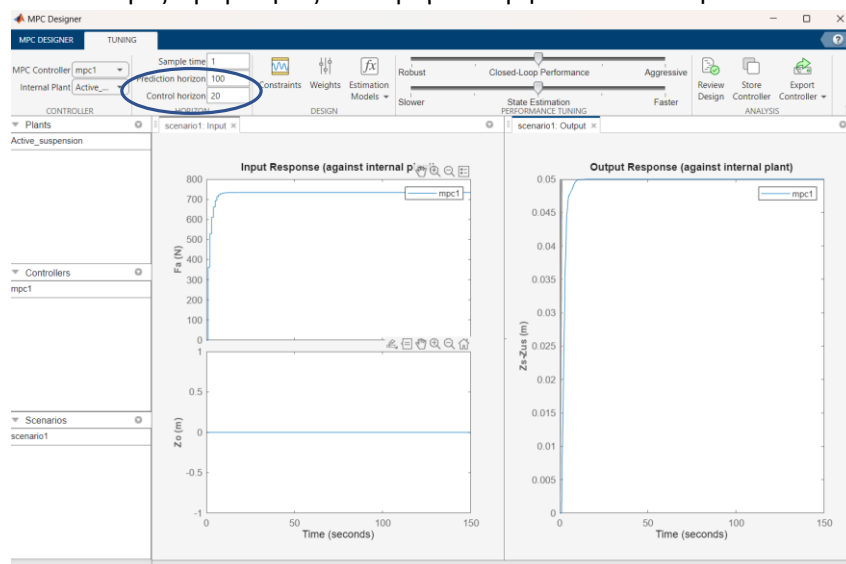 MPC Designer
MPC DESIGNER TUNING
MPC Controller mpc1
Internal Plant Active_...
CONTROLLER
Sample time 1
Prediction horizon 100
Control horizon 20
HORIZON
Constraints Weights Estimation Models
DESIGN
Robust Closed-Loop Performance Aggressive
Slower State Estimation Faster
PERFORMANCE TUNING
Review Design Store Controller Export Controller
ANALYSIS
Plants
Active_suspension
Controllers
mpc1
Scenarios
scenario1
scenario1: Input
Input Response (against internal p
mpc1
Fa (N)
800
700
600
500
400
300
200
100
0
Zo (m)
1
0.5
0
-0.5
-1
0 50 100 150
Time (seconds)
scenario1: Output
Output Response (against internal plant)
mpc1
Zs-Zus (m)
0.05
0.045
0.04
0.035
0.03
0.025
0.02
0.015
0.01
0.005
0
0 50 100 150
Time (seconds)